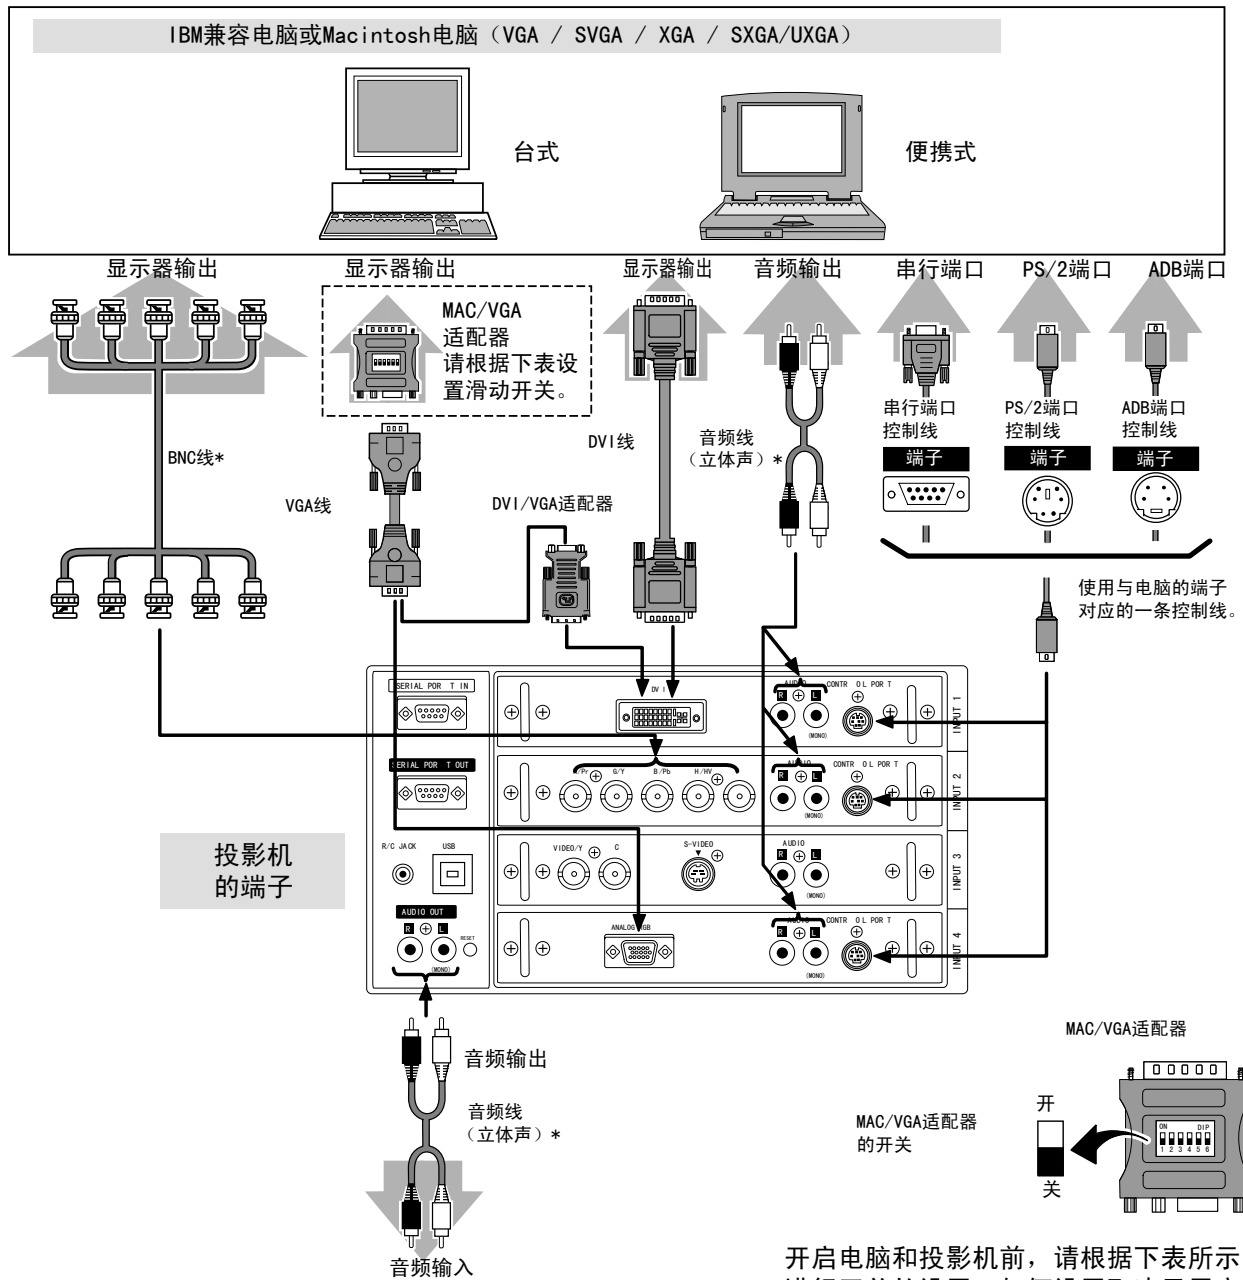 IBM兼容电脑或Macintosh电脑（VGA / SVGA / XGA / SXGA/UXGA）
台式
便携式
显示器输出
显示器输出
显示器输出
音频输出
串行端口
PS/2端口
ADB端口
MAC/VGA
适配器
请根据下表设
置滑动开关。
BNC线*
VGA线
DVI/VGA适配器
DVI线
音频线
（立体声）*
串行端口
控制线
端子
PS/2端口
控制线
端子
ADB端口
控制线
端子
使用与电脑的端子
对应的一条控制线。
SERIAL PORT IN
DVI
AUDIO
R L
(MONO)
CONTROL PORT
INPUT 1
SERIAL PORT OUT
R/Pr G/Y B/Pb H/HV
AUDIO
R L
(MONO)
CONTROL PORT
INPUT 2
R/C JACK
USB
VIDEO/Y C
S-VIDEO
AUDIO
R L
(MONO)
INPUT 3
AUDIO OUT
R L
(MONO)
RESET
ANALOG RGB
AUDIO
R L
(MONO)
CONTROL PORT
INPUT 4
投影机
的端子
音频输出
音频线
（立体声）*
音频输入
MAC/VGA适配器
MAC/VGA适配器
的开关
开
关
ON DIP
1 2 3 4 5 6
开启电脑和投影机前，请根据下表所示